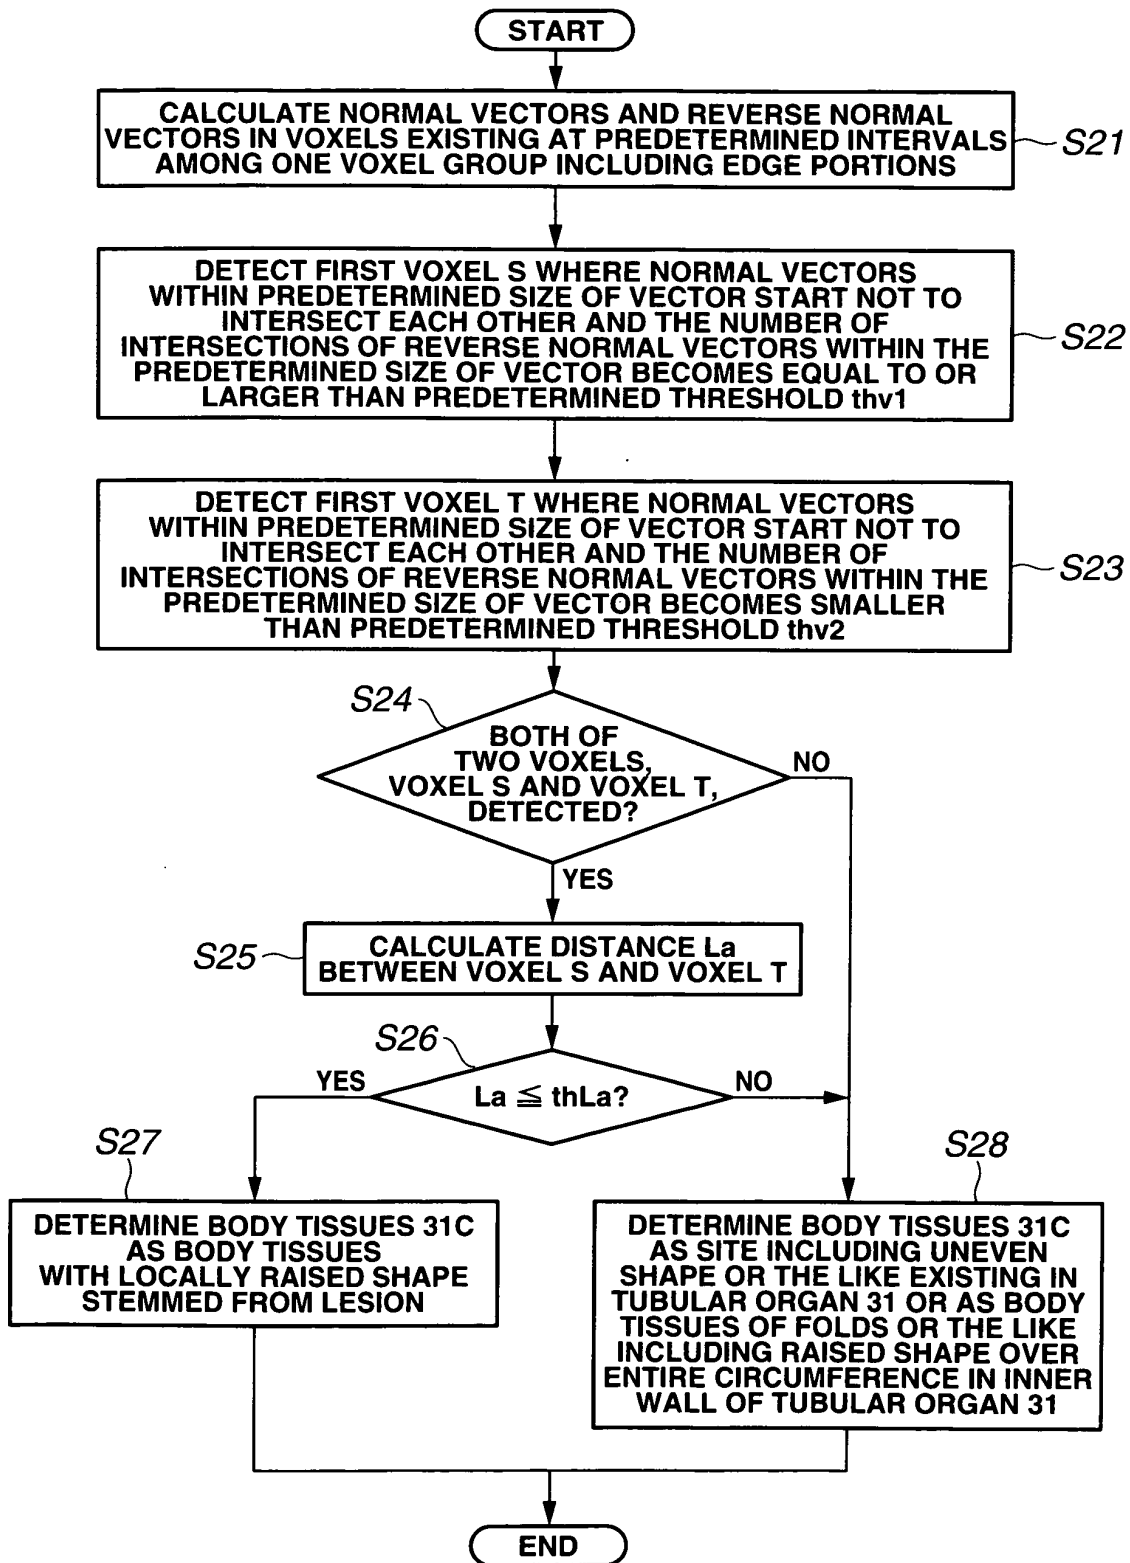 START
CALCULATE NORMAL VECTORS AND REVERSE NORMAL
VECTORS IN VOXELS EXISTING AT PREDETERMINED INTERVALS
AMONG ONE VOXEL GROUP INCLUDING EDGE PORTIONS
S21
DETECT FIRST VOXEL S WHERE NORMAL VECTORS
WITHIN PREDETERMINED SIZE OF VECTOR START NOT TO
INTERSECT EACH OTHER AND THE NUMBER OF
INTERSECTIONS OF REVERSE NORMAL VECTORS WITHIN THE
PREDETERMINED SIZE OF VECTOR BECOMES EQUAL TO OR
LARGER THAN PREDETERMINED THRESHOLD thv1
S22
DETECT FIRST VOXEL T WHERE NORMAL VECTORS
WITHIN PREDETERMINED SIZE OF VECTOR START NOT TO
INTERSECT EACH OTHER AND THE NUMBER OF
INTERSECTIONS OF REVERSE NORMAL VECTORS WITHIN THE
PREDETERMINED SIZE OF VECTOR BECOMES SMALLER
THAN PREDETERMINED THRESHOLD thv2
S23
S24
BOTH OF
TWO VOXELS,
VOXEL S AND VOXEL T,
DETECTED?
NO
YES
S25
CALCULATE DISTANCE La
BETWEEN VOXEL S AND VOXEL T
S26
La ≦ thLa?
YES
NO
S27
DETERMINE BODY TISSUES 31C
AS BODY TISSUES
WITH LOCALLY RAISED SHAPE
STEMMED FROM LESION
S28
DETERMINE BODY TISSUES 31C
AS SITE INCLUDING UNEVEN
SHAPE OR THE LIKE EXISTING IN
TUBULAR ORGAN 31 OR AS BODY
TISSUES OF FOLDS OR THE LIKE
INCLUDING RAISED SHAPE OVER
ENTIRE CIRCUMFERENCE IN INNER
WALL OF TUBULAR ORGAN 31
END